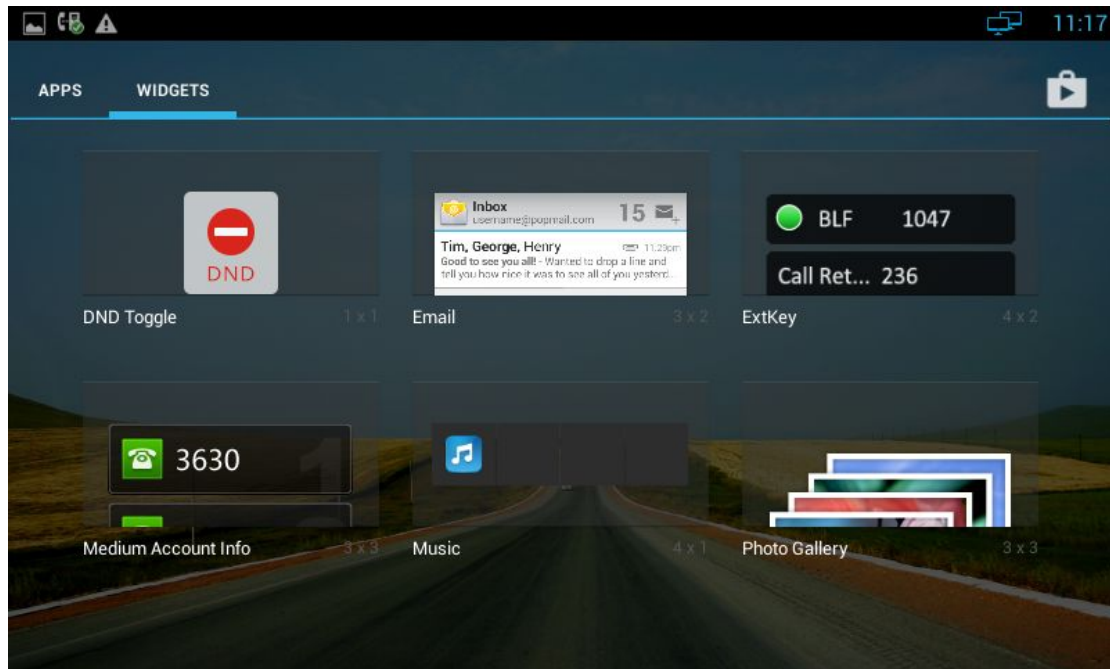 11:17
APPS WIDGETS
DND
Inbox
username@popmail.com
15
Tim, George, Henry 11:29pm
Good to see you all! - Wanted to drop a line and
tell you how nice it was to see all of you yesterd...
BLF 1047
Call Ret... 236
DND Toggle 1 x 1
Email 3 x 2
ExtKey 4 x 2
3630
1
Medium Account Info 3 x 3
Music 4 x 1
Photo Gallery 3 x 3